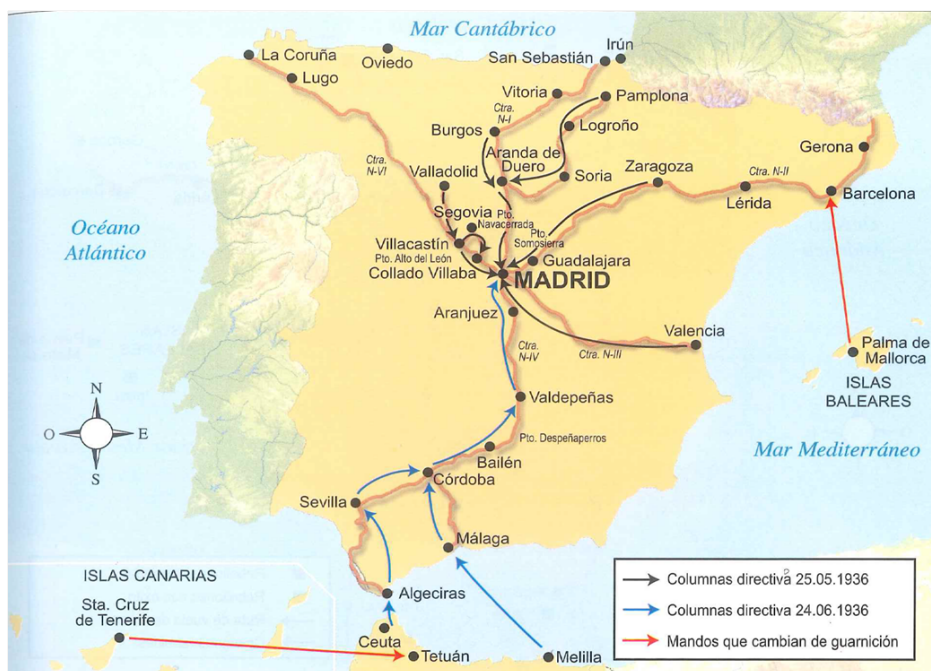 Mar Cantábrico
La Coruña
Oviedo
Lugo
San Sebastián
Irún
Vitoria
Pamplona
Ctra.
N-I
Burgos
Logroño
Ctra.
N-VI
Aranda de
Duero
Valladolid
Soria
Zaragoza
Ctra. N-II
Gerona
Lérida
Barcelona
Océano
Atlántico
Segovia
Pto.
Navacerrada
Villacastín
Pto. Alto del León
Collado Villaba
Pto.
Somosierra
Guadalajara
MADRID
Aranjuez
Ctra.
N-IV
Ctra. N-III
Valencia
Palma de
Mallorca
ISLAS
BALEARES
Valdepeñas
Pto. Despeñaperros
Bailén
Mar Mediterráneo
N
O
E
S
Córdoba
Sevilla
Málaga
Algeciras
Ceuta
Tetuán
Melilla
ISLAS CANARIAS
Sta. Cruz
de Tenerife
Columnas directiva 25.05.1936
Columnas directiva 24.06.1936
Mandos que cambian de guarnición